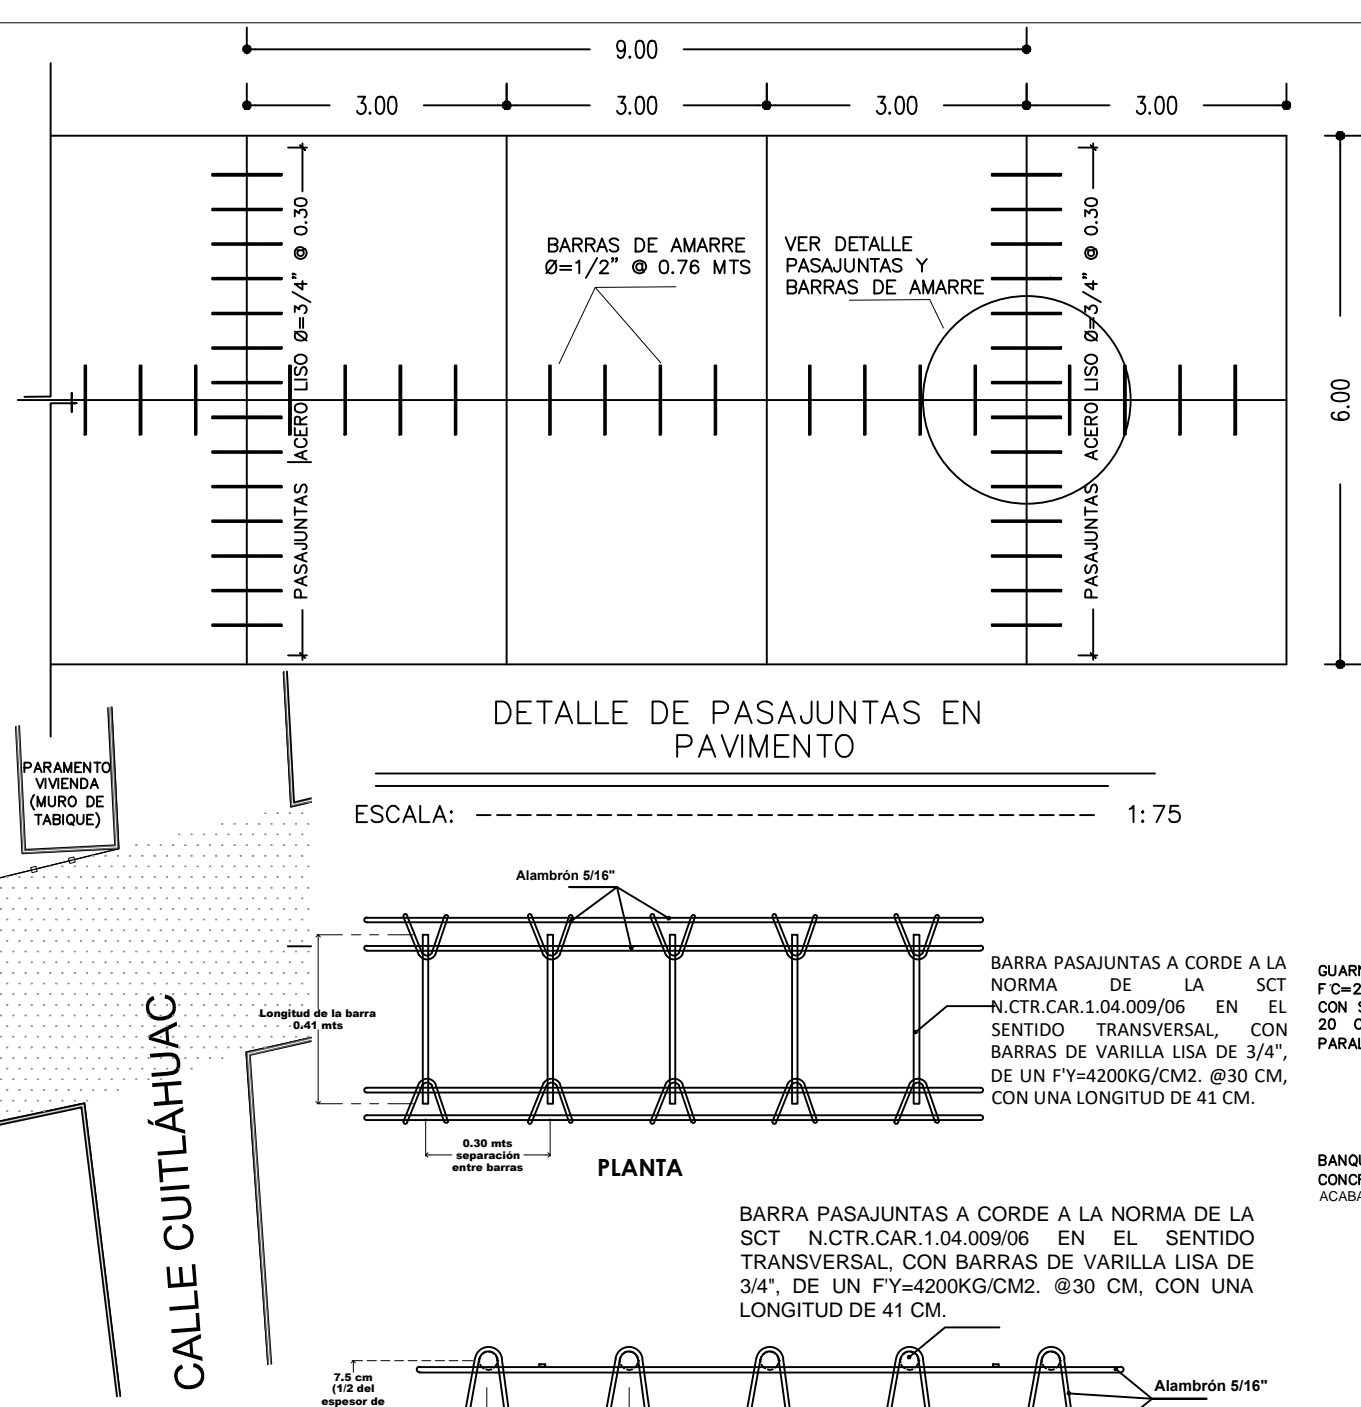 9.00
3.00
3.00
3.00
3.00
6.00
PASAJUNTAS ACERO LISO Ø=3/4" @ 0.30
BARRAS DE AMARRE
Ø=1/2" @ 0.76 MTS
VER DETALLE
PASAJUNTAS Y
BARRAS DE AMARRE
PASAJUNTAS ACERO LISO Ø=3/4" @ 0.30
DETALLE DE PASAJUNTAS EN
PAVIMENTO
ESCALA: 1:75
PARAMENTO
VIVIENDA
(MURO DE
TABIQUE)
CALLE CUITLÁHUAC
Alambrón 5/16"
Longitud de la barra
0.41 mts
0.30 mts
separación
entre barras
PLANTA
BARRA PASAJUNTAS A CORDE A LA
NORMA DE LA SCT
N.CTR.CAR.1.04.009/06 EN EL
SENTIDO TRANSVERSAL, CON
BARRAS DE VARILLA LISA DE 3/4",
DE UN F'Y=4200KG/CM2. @30 CM,
CON UNA LONGITUD DE 41 CM.
F'C=2
CON
20
BARRA PASAJUNTAS A CORDE A LA NORMA DE LA
SCT N.CTR.CAR.1.04.009/06 EN EL SENTIDO
TRANSVERSAL, CON BARRAS DE VARILLA LISA DE
3/4", DE UN F'Y=4200KG/CM2. @30 CM, CON UNA
LONGITUD DE 41 CM.
7.5 cm
(1/2 del
espesor de
Alambrón 5/16"